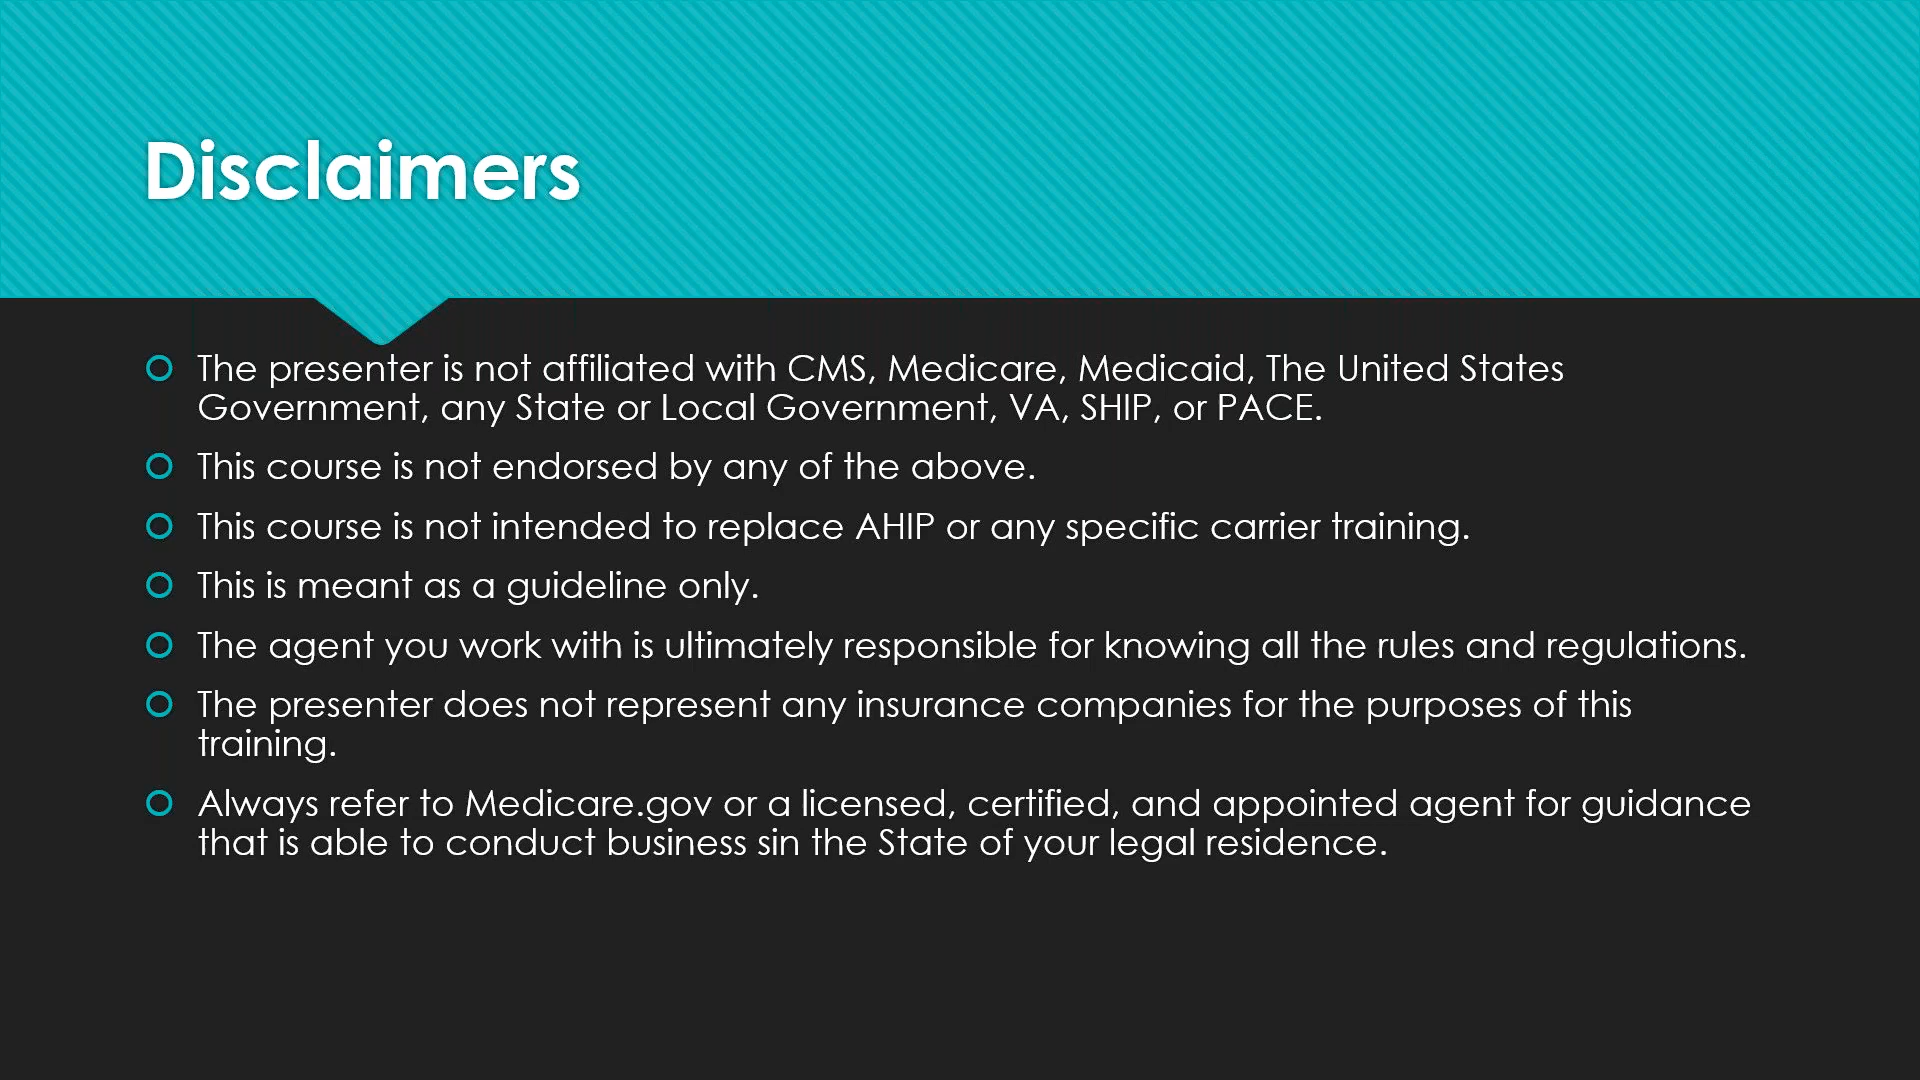 Disclaimers
The presenter is not affiliated with CMS, Medicare, Medicaid, The United States
Government, any State or Local Government, VA, SHIP, or PACE.
This course is not endorsed by any of the above.
This course is not intended to replace AHIP or any specific carrier training.
This is meant as a guideline only.
The agent you work with is ultimately responsible for knowing all the rules and regulations.
The presenter does not represent any insurance companies for the purposes of this
training.
Always refer to Medicare.gov or a licensed, certified, and appointed agent for guidance
that is able to conduct business sin the State of your legal residence.